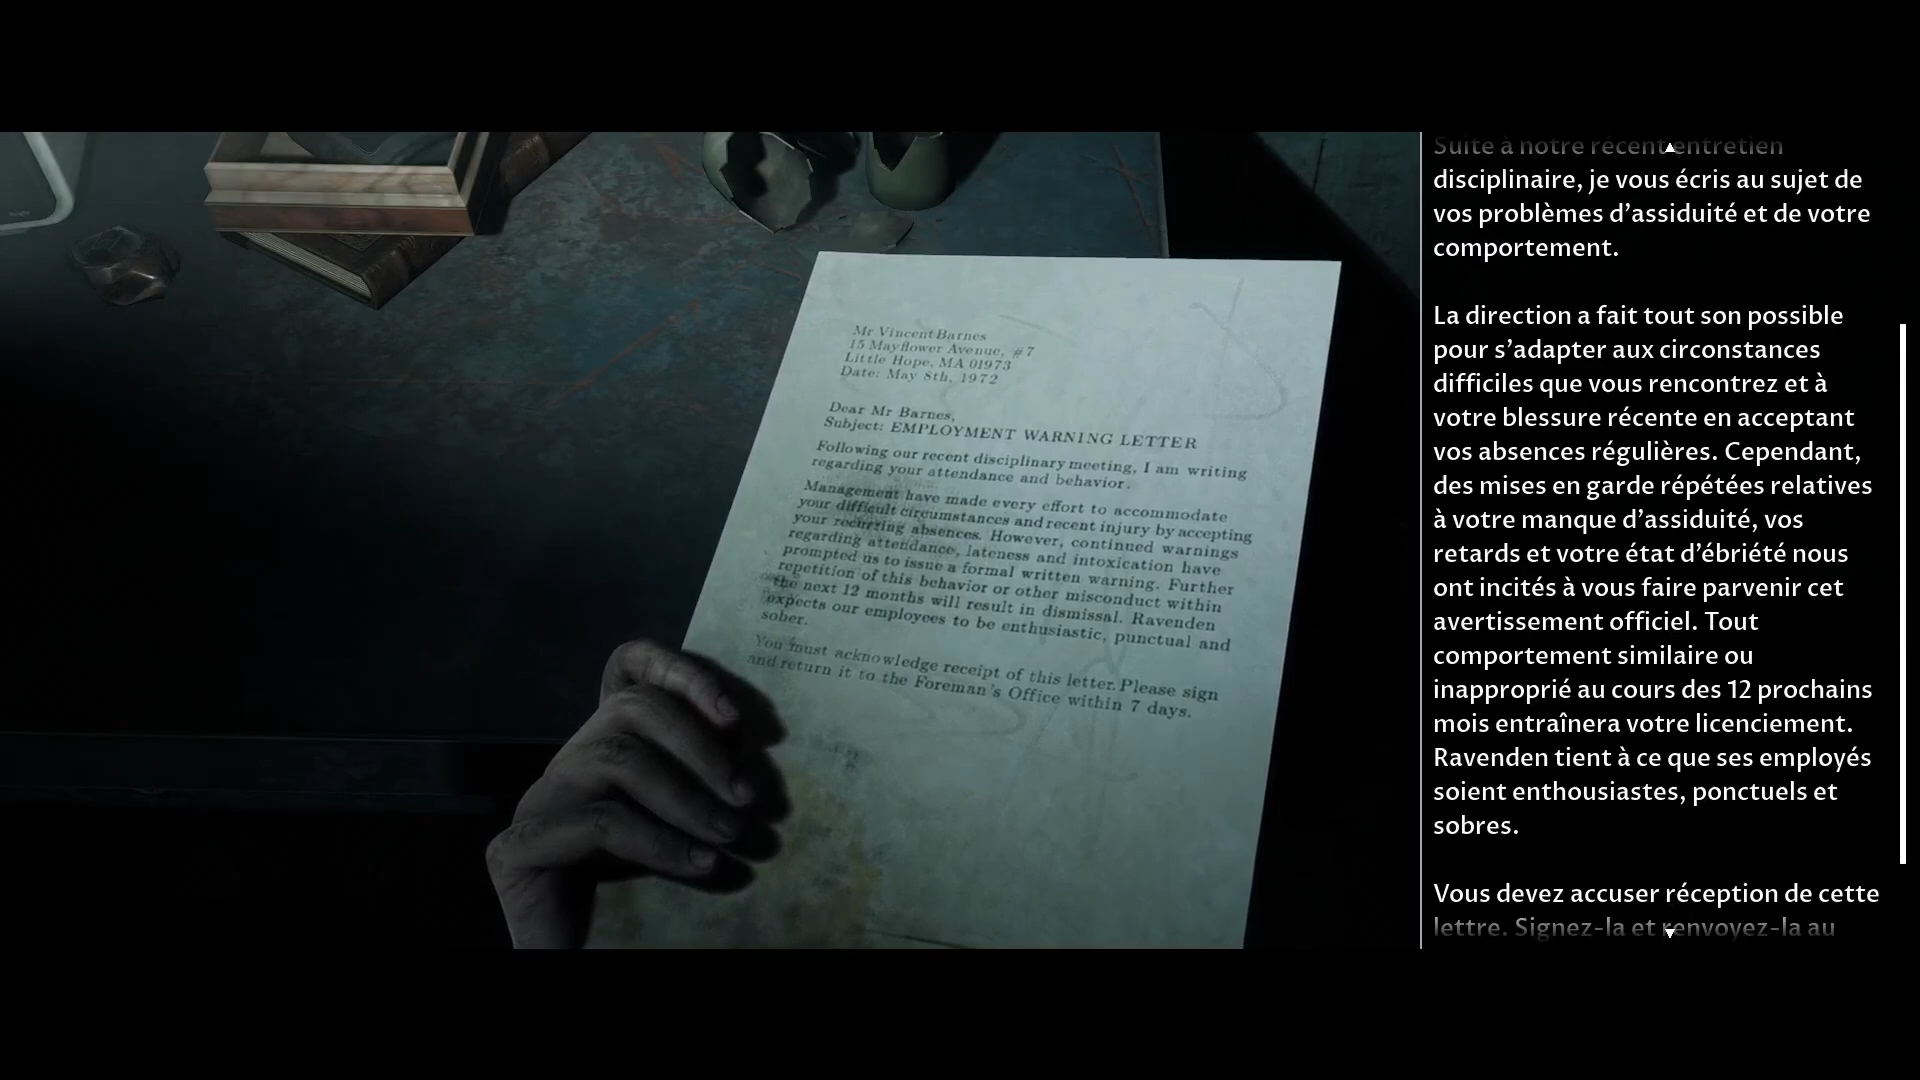 Mr Vincent Barnes
15 Mayflower Avenue, #7
Little Hope, MA 01973
Date: May 8th, 1972
Dear Mr Barnes,
Subject: EMPLOYMENT WARNING LETTER
Following our recent disciplinary meeting, I am writing
regarding your attendance and behavior.
Management have made every effort to accommodate
your difficult circumstances and recent injury by accepting
your recurring absences. However, continued warnings
regarding attendance, lateness and intoxication have
prompted us to issue a formal written warning. Further
repetition of this behavior or other misconduct within
the next 12 months will result in dismissal. Ravenden
expects our employees to be enthusiastic, punctual and
sober.
You must acknowledge receipt of this letter. Please sign
and return it to the Foreman's Office within 7 days.
Suite à notre récent entretien
disciplinaire, je vous écris au sujet de
vos problèmes d'assiduité et de votre
comportement.
La direction a fait tout son possible
pour s'adapter aux circonstances
difficiles que vous rencontrez et à
votre blessure récente en acceptant
vos absences régulières. Cependant,
des mises en garde répétées relatives
à votre manque d'assiduité, vos
retards et votre état d'ébriété nous
ont incités à vous faire parvenir cet
avertissement officiel. Tout
comportement similaire ou
inapproprié au cours des 12 prochains
mois entraînera votre licenciement.
Ravenden tient à ce que ses employés
soient enthousiastes, ponctuels et
sobres.
Vous devez accuser réception de cette
lettre. Signez-la et renvoyez-la au